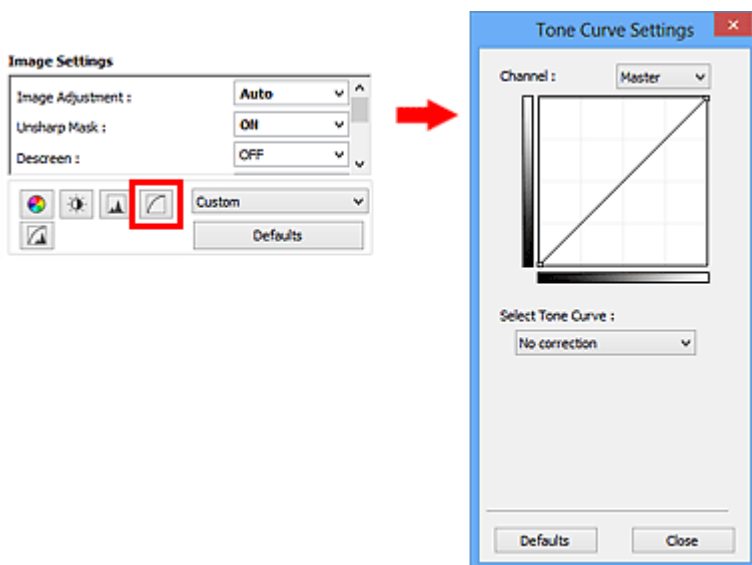 Image Settings
Image Adjustment : Auto
Unsharp Mask : ON
Descreen : OFF
Custom
Defaults
Tone Curve Settings
Channel : Master
Select Tone Curve :
No correction
Defaults Close